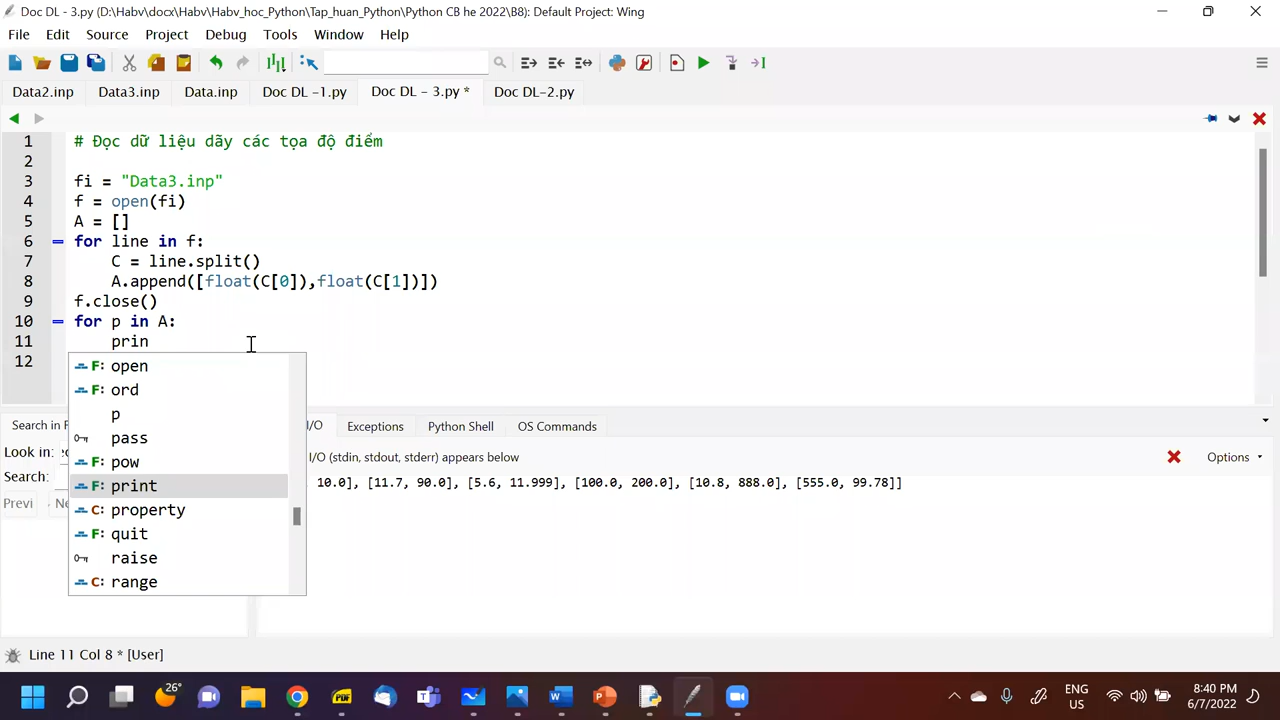 Doc DL - 3.py (D:\Habv\docx\Habv\Habv_hoc_Python\Tap_huan_Python\Python CB he 2022\B8): Default Project: Wing
File Edit Source Project Debug Tools Window Help
Data2.inp Data3.inp Data.inp Doc DL -1.py Doc DL - 3.py * Doc DL-2.py
1 # Đọc dữ liệu dãy các tọa độ điểm
2
3 fi = "Data3.inp"
4 f = open(fi)
5 A = []
6 for line in f:
7 C = line.split()
8 A.append([float(C[0]),float(C[1])])
9 f.close()
10 for p in A:
11 prin
12
F: open
F: ord
p
pass
F: pow
F: print
C: property
F: quit
raise
C: range
Search in F I/O Exceptions Python Shell OS Commands
Look in: I/O (stdin, stdout, stderr) appears below Options
Search: 10.0], [11.7, 90.0], [5.6, 11.999], [100.0, 200.0], [10.8, 888.0], [555.0, 99.78]]
Previ Ne
Line 11 Col 8 * [User]
26° PDF ENG US 8:40 PM 6/7/2022